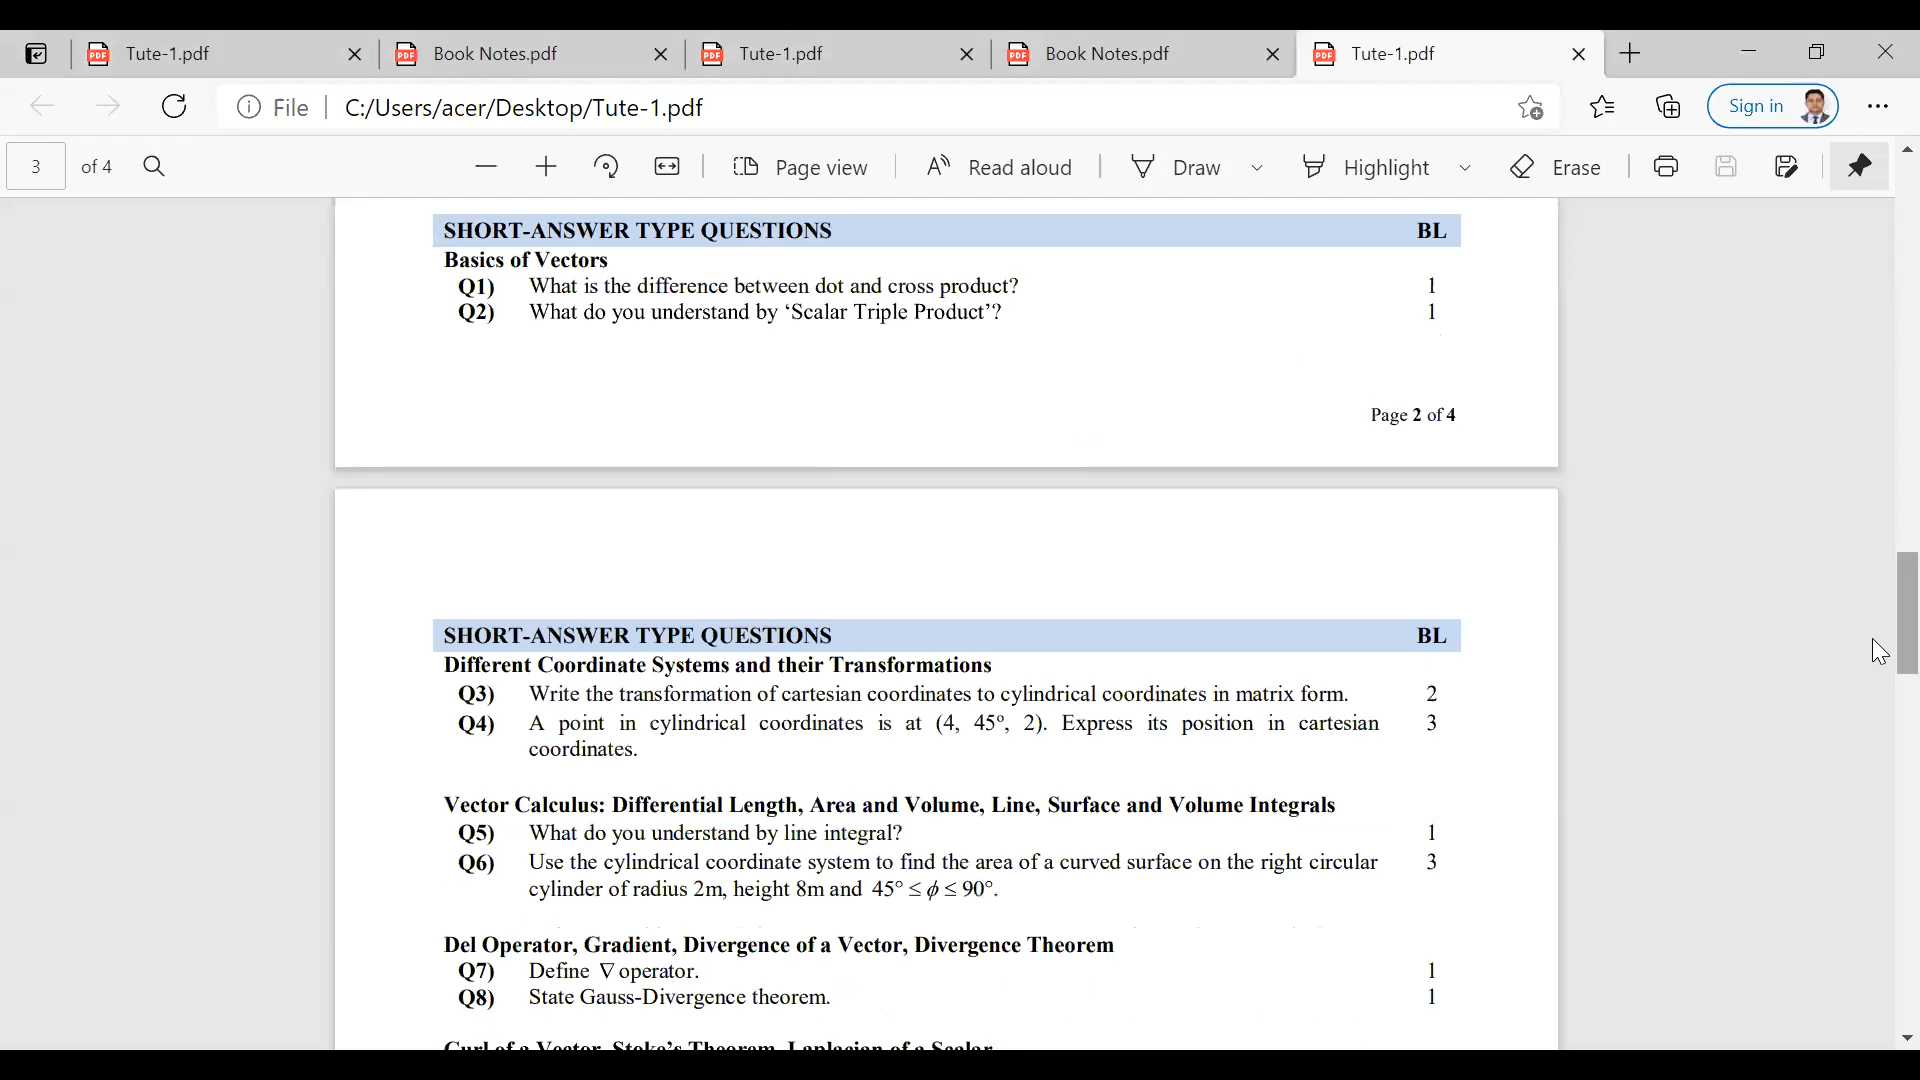 Tute-1.pdf
Book Notes.pdf
Tute-1.pdf
Book Notes.pdf
Tute-1.pdf
File
C:/Users/acer/Desktop/Tute-1.pdf
Sign in
3 of 4
Page view
Read aloud
Draw
Highlight
Erase
SHORT-ANSWER TYPE QUESTIONS BL
Basics of Vectors
Q1) What is the difference between dot and cross product? 1
Q2) What do you understand by ‘Scalar Triple Product’? 1
Page 2 of 4
SHORT-ANSWER TYPE QUESTIONS BL
Different Coordinate Systems and their Transformations
Q3) Write the transformation of cartesian coordinates to cylindrical coordinates in matrix form. 2
Q4) A point in cylindrical coordinates is at (4, 45°, 2). Express its position in cartesian 3
coordinates.
Vector Calculus: Differential Length, Area and Volume, Line, Surface and Volume Integrals
Q5) What do you understand by line integral? 1
Q6) Use the cylindrical coordinate system to find the area of a curved surface on the right circular 3
cylinder of radius 2m, height 8m and 45° ≤ ϕ ≤ 90°.
Del Operator, Gradient, Divergence of a Vector, Divergence Theorem
Q7) Define ∇ operator. 1
Q8) State Gauss-Divergence theorem. 1
Curl of a Vector, Stoke’s Theorem, Laplacian of a Scalar